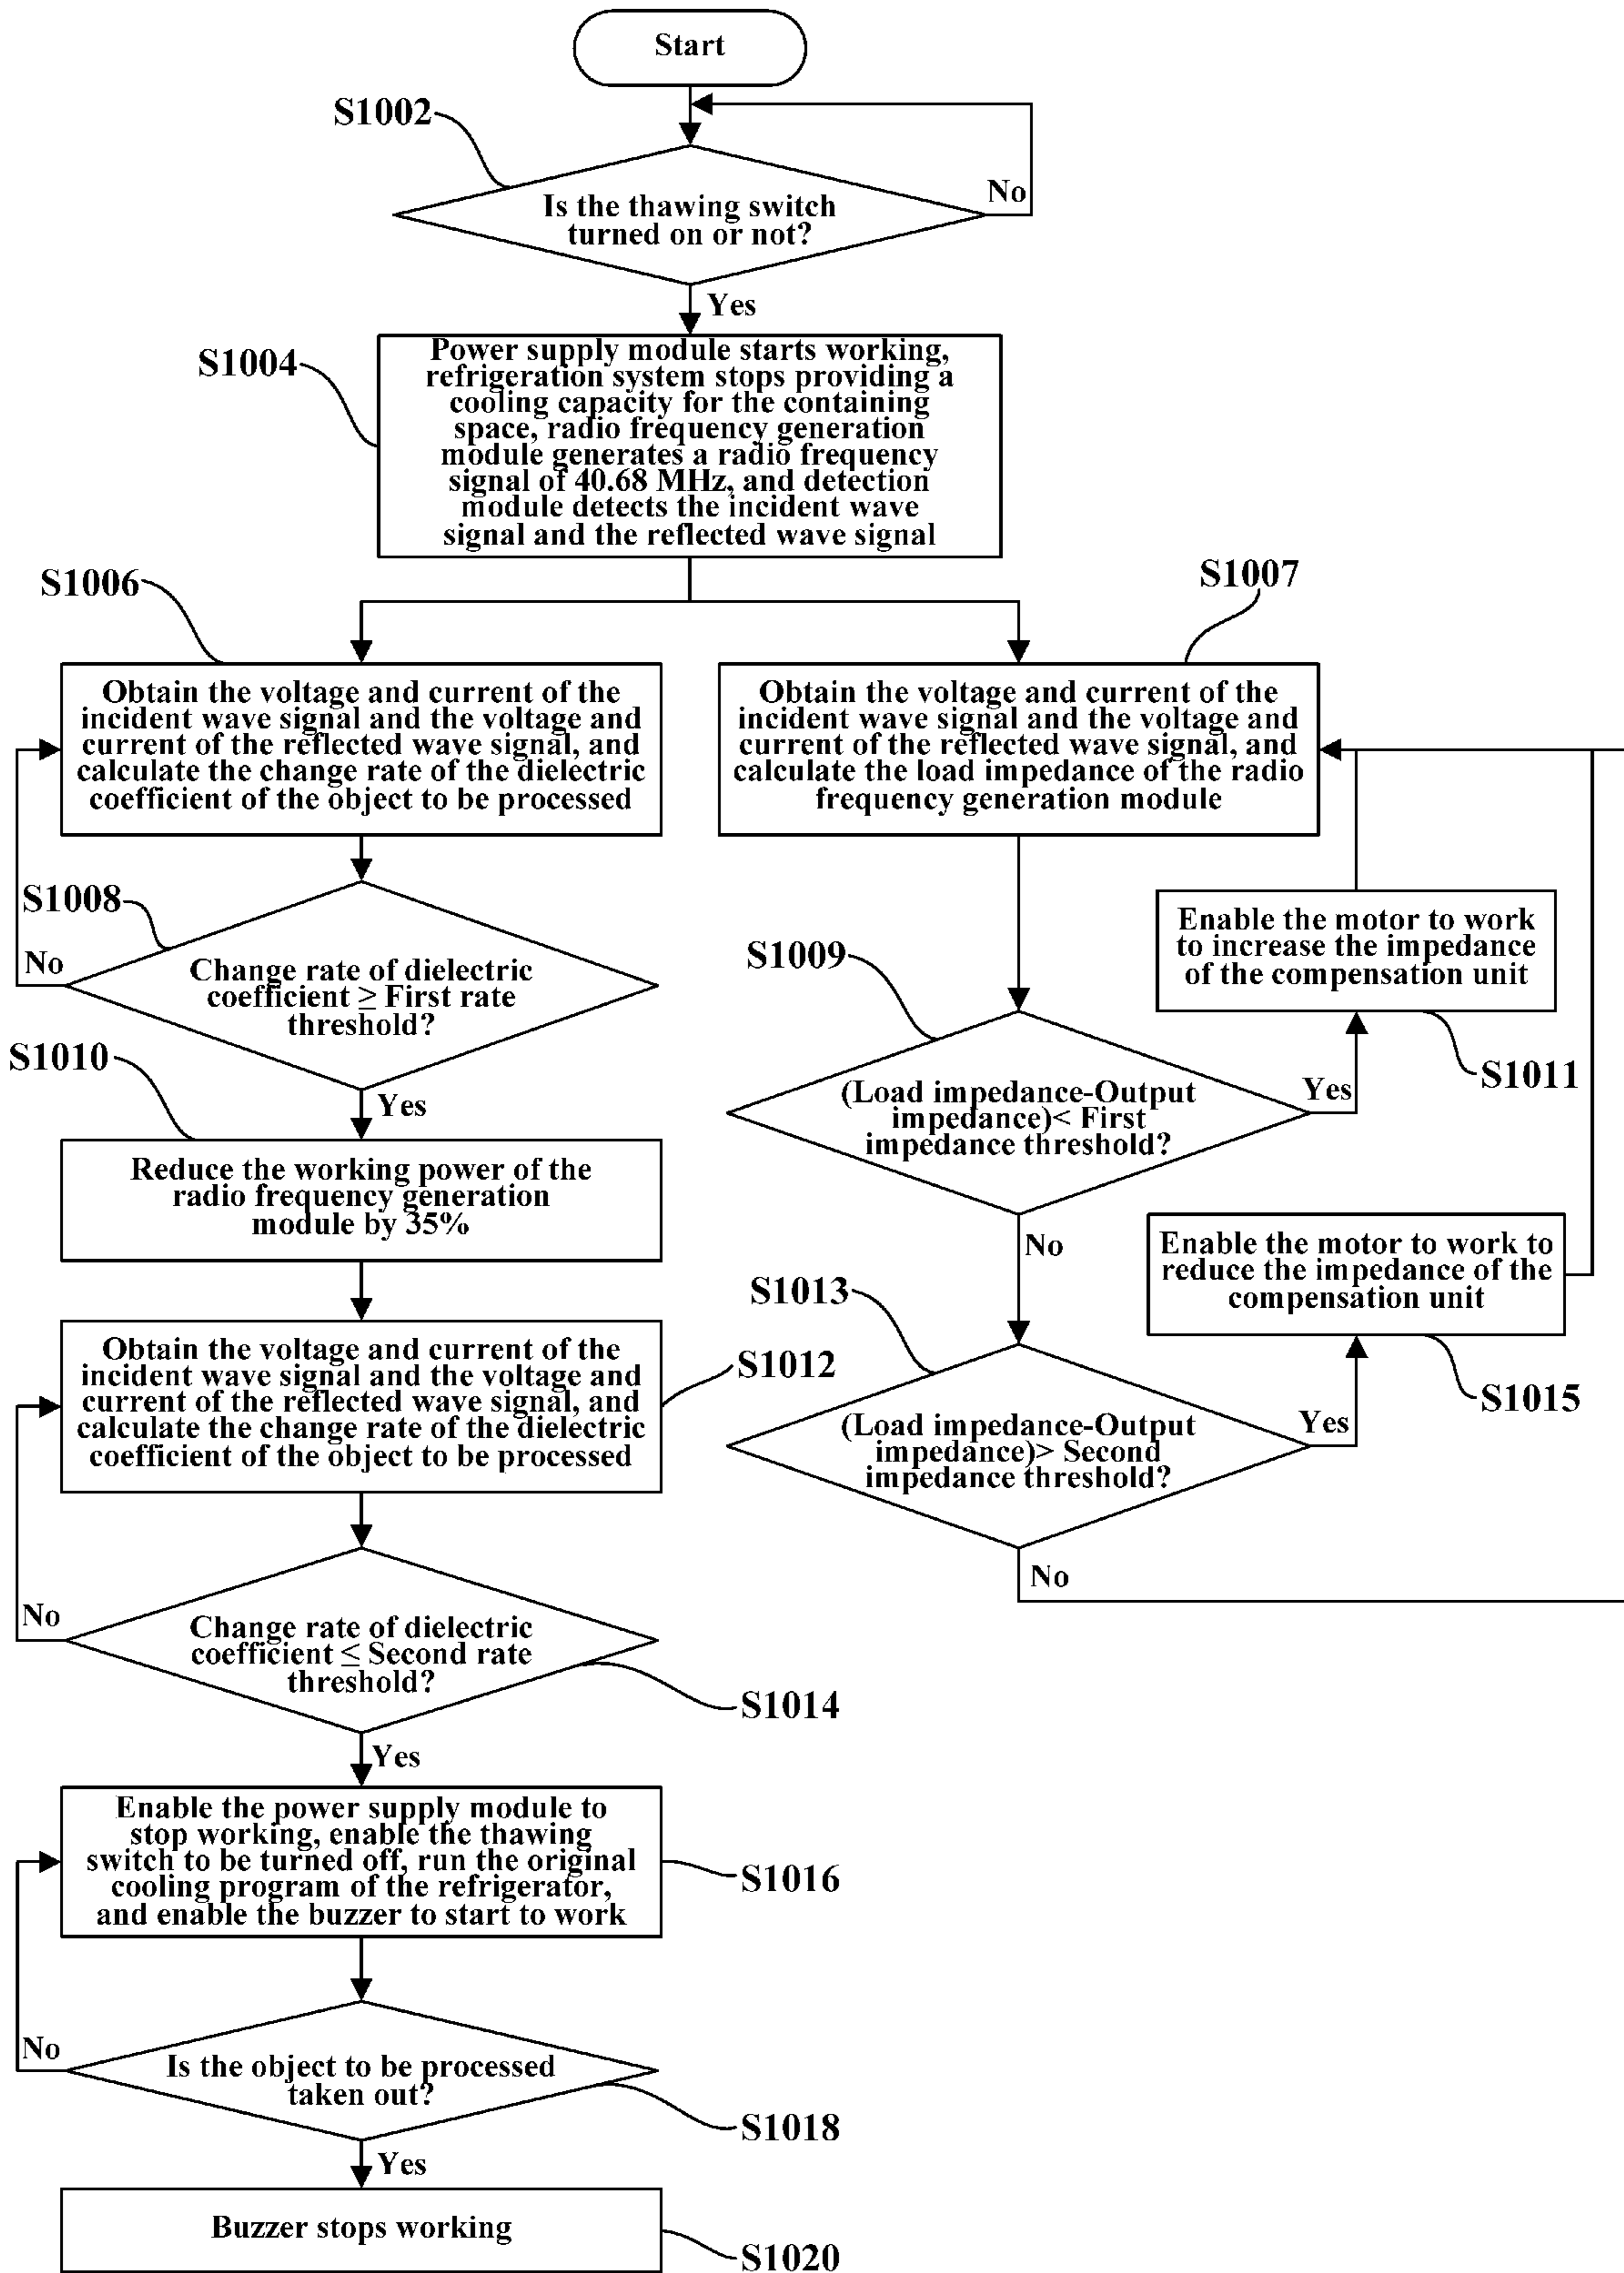 Start
S1002
No
Is the thawing switch
turned on or not?
Yes
S1004
Power supply module starts working,
refrigeration system stops providing a
cooling capacity for the containing
space, radio frequency generation
module generates a radio frequency
signal of 40.68 MHz, and detection
module detects the incident wave
signal and the reflected wave signal
S1006
Obtain the voltage and current of the
incident wave signal and the voltage and
current of the reflected wave signal, and
calculate the change rate of the dielectric
coefficient of the object to be processed
S1008
No
Change rate of dielectric
coefficient ≥ First rate
threshold?
S1010
Yes
Reduce the working power of the
radio frequency generation
module by 35%
Obtain the voltage and current of the
incident wave signal and the voltage and
current of the reflected wave signal, and
calculate the change rate of the dielectric
coefficient of the object to be processed
S1012
No
Change rate of dielectric
coefficient ≤ Second rate
threshold?
S1014
Yes
Enable the power supply module to
stop working, enable the thawing
switch to be turned off, run the original
cooling program of the refrigerator,
and enable the buzzer to start to work
S1016
No
Is the object to be processed
taken out?
S1018
Yes
Buzzer stops working
S1020
S1007
Obtain the voltage and current of the
incident wave signal and the voltage and
current of the reflected wave signal, and
calculate the load impedance of the radio
frequency generation module
Enable the motor to work
to increase the impedance
of the compensation unit
S1009
S1011
Yes
(Load impedance-Output
impedance)< First
impedance threshold?
No
Enable the motor to work to
reduce the impedance of the
compensation unit
S1013
S1015
Yes
(Load impedance-Output
impedance)> Second
impedance threshold?
No